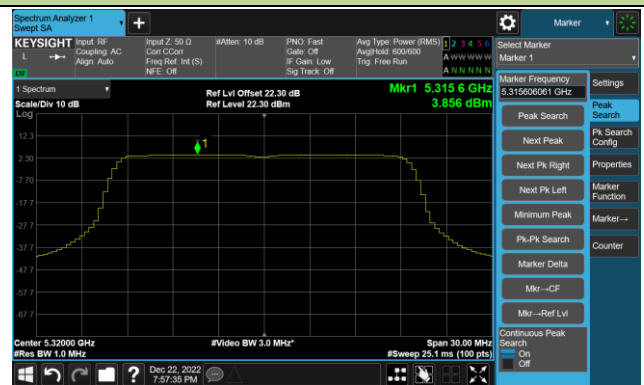 Spectrum Analyzer 1
Swept SA
+
Marker
KEYSIGHT
L
Input: RF
Coupling: AC
Align: Auto
Input Z: 50 Ω
Corr CCorr
Freq Ref: Int (S)
NFE: Off
#Atten: 10 dB
PNO: Fast
Gate: Off
IF Gain: Low
Sig Track: Off
Avg Type: Power (RMS)
Avg|Hold: 600/600
Trig: Free Run
1 2 3 4 5 6
A W W W W W
A N N N N N
Select Marker
Marker 1
1 Spectrum
Scale/Div 10 dB
Log
Ref Lvl Offset 22.30 dB
Ref Level 22.30 dBm
Mkr1 5.315 6 GHz
3.856 dBm
12.3
2.30
-7.70
-17.7
-27.7
-37.7
-47.7
-57.7
-67.7
1
Center 5.32000 GHz
#Res BW 1.0 MHz
#Video BW 3.0 MHz*
Span 30.00 MHz
#Sweep 25.1 ms (100 pts)
Marker Frequency
5.315606061 GHz
Peak Search
Next Peak
Next Pk Right
Next Pk Left
Minimum Peak
Pk-Pk Search
Marker Delta
Mkr→CF
Mkr→Ref Lvl
Continuous Peak
Search
On
Off
Settings
Peak
Search
Pk Search
Config
Properties
Marker
Function
Marker→
Counter
?
Dec 22, 2022
7:57:35 PM